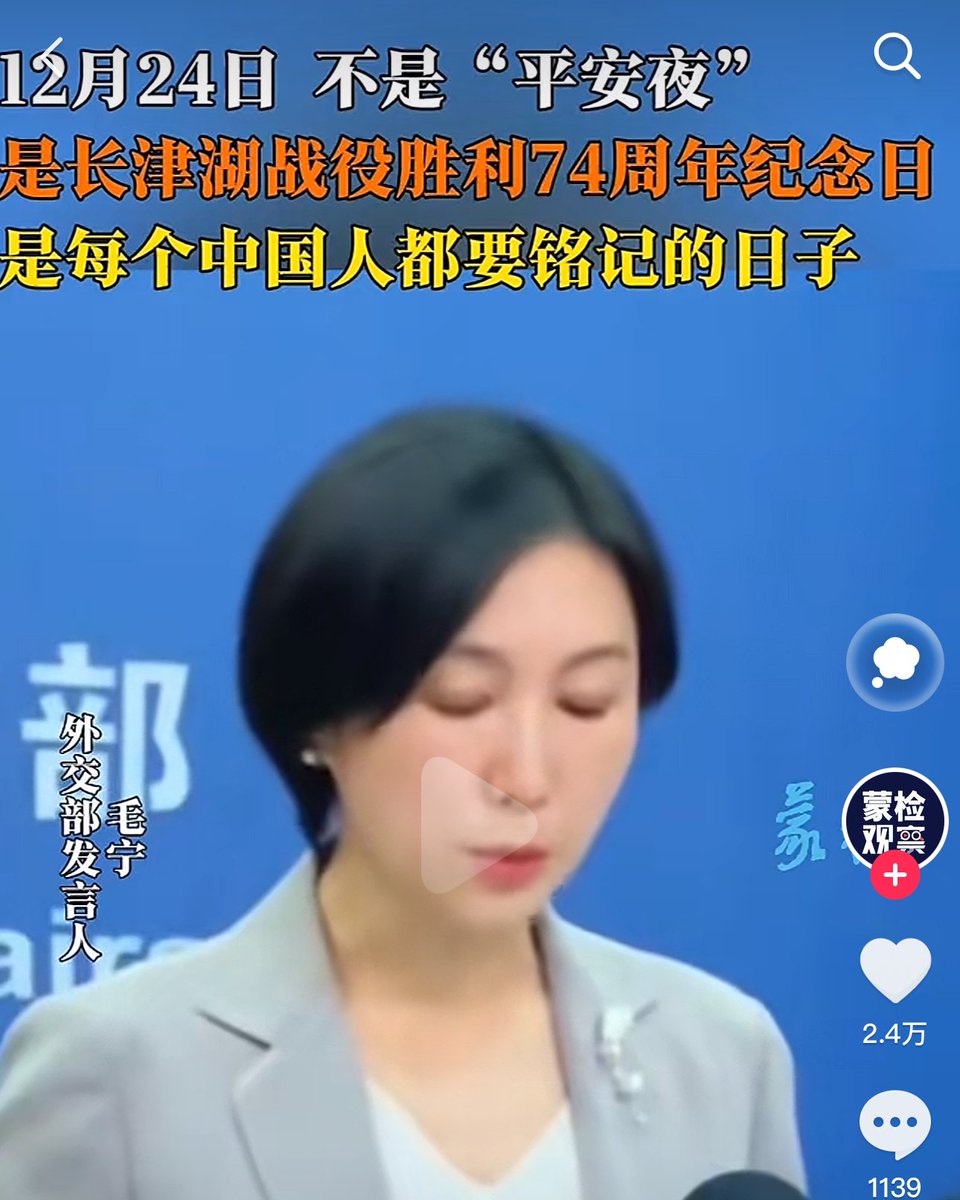 12月24日 不是“平安夜”
是长津湖战役胜利74周年纪念日
是每个中国人都要铭记的日子
部
外交部发言人
毛宁
蒙
蒙检
观禀
2.4万
1139